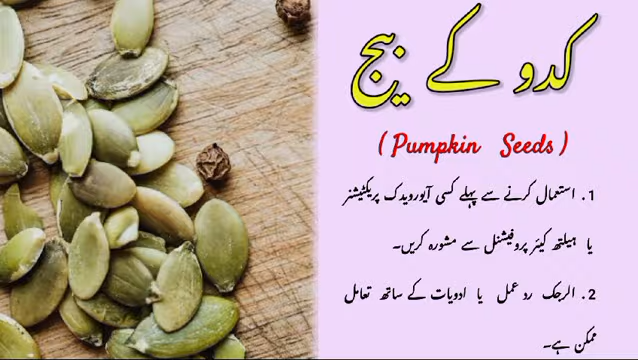 کدو کے بیج
(Pumpkin Seeds)
1. استعمال کرنے سے پہلے کسی آیورویدک پریکٹیشنر
یا ہیلتھ کیئر پروفیشنل سے مشورہ کریں۔
2. الرجک رد عمل یا ادویات کے ساتھ تعامل
ممکن ہے۔